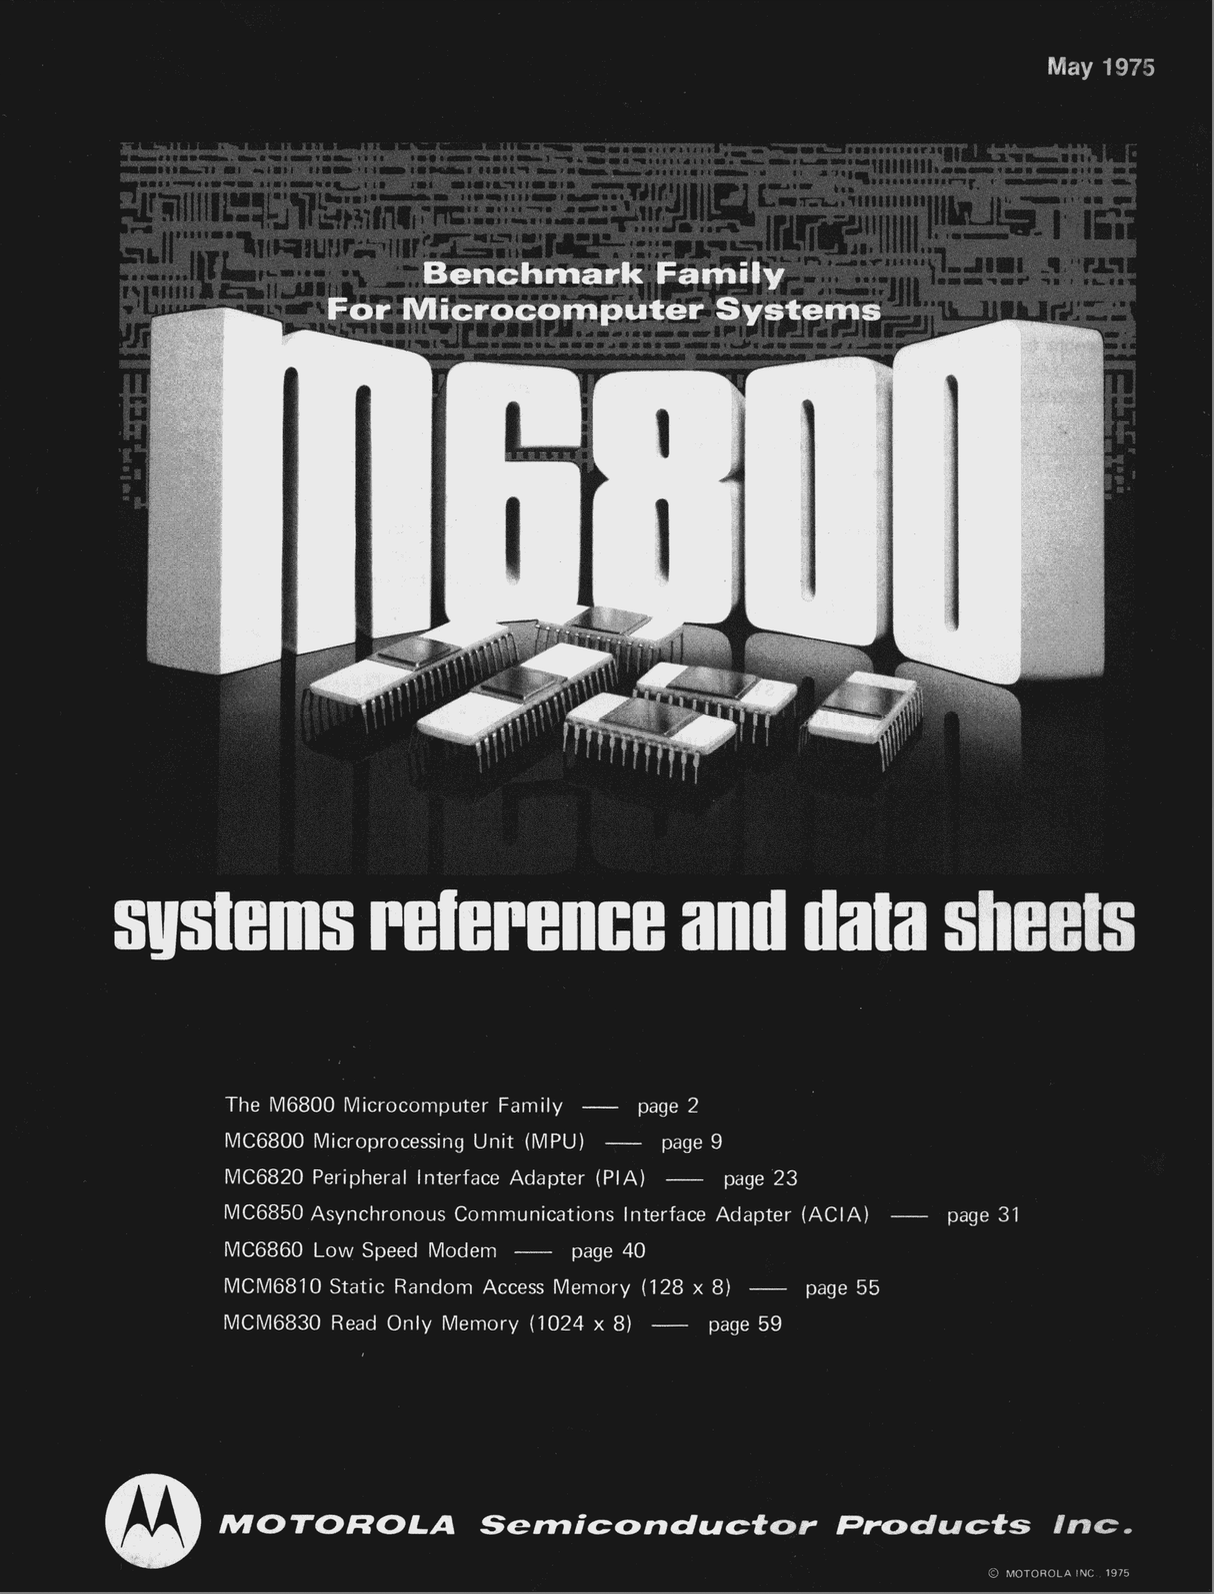 May 1975
Benchmark Family
For Microcomputer Systems
M6800
systems reference and data sheets
The M6800 Microcomputer Family — page 2
MC6800 Microprocessing Unit (MPU) — page 9
MC6820 Peripheral Interface Adapter (PIA) — page 23
MC6850 Asynchronous Communications Interface Adapter (ACIA) — page 31
MC6860 Low Speed Modem — page 40
MCM6810 Static Random Access Memory (128 x 8) — page 55
MCM6830 Read Only Memory (1024 x 8) — page 59
MOTOROLA Semiconductor Products Inc.
© MOTOROLA INC. 1975